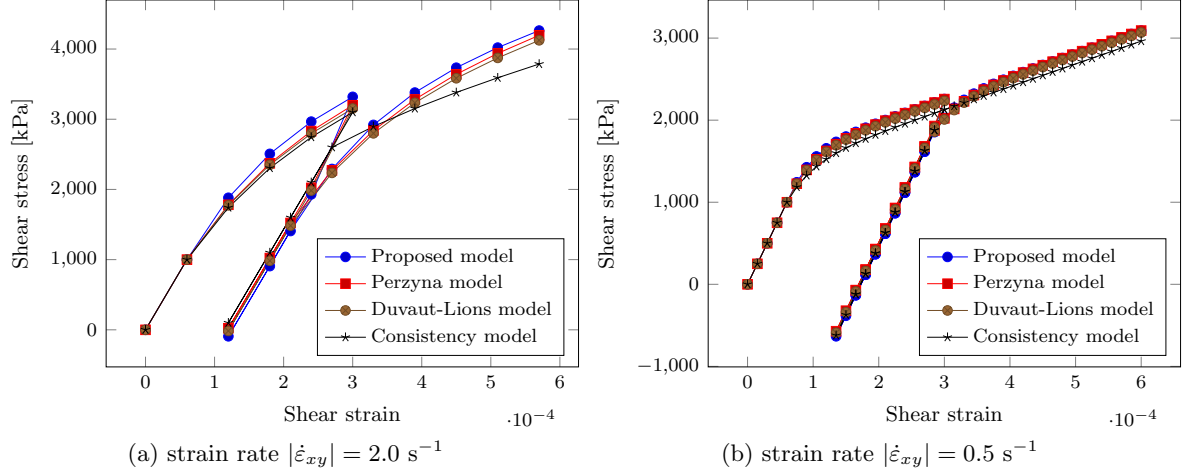 4,000
3,000
2,000
1,000
0
Shear stress [kPa]
0 1 2 3 4 5 6
·10⁻⁴
Shear strain
Proposed model
Perzyna model
Duvaut-Lions model
Consistency model
(a) strain rate |ε̇xy| = 2.0 s⁻¹
3,000
2,000
1,000
0
−1,000
Shear stress [kPa]
0 1 2 3 4 5 6
·10⁻⁴
Shear strain
Proposed model
Perzyna model
Duvaut-Lions model
Consistency model
(b) strain rate |ε̇xy| = 0.5 s⁻¹